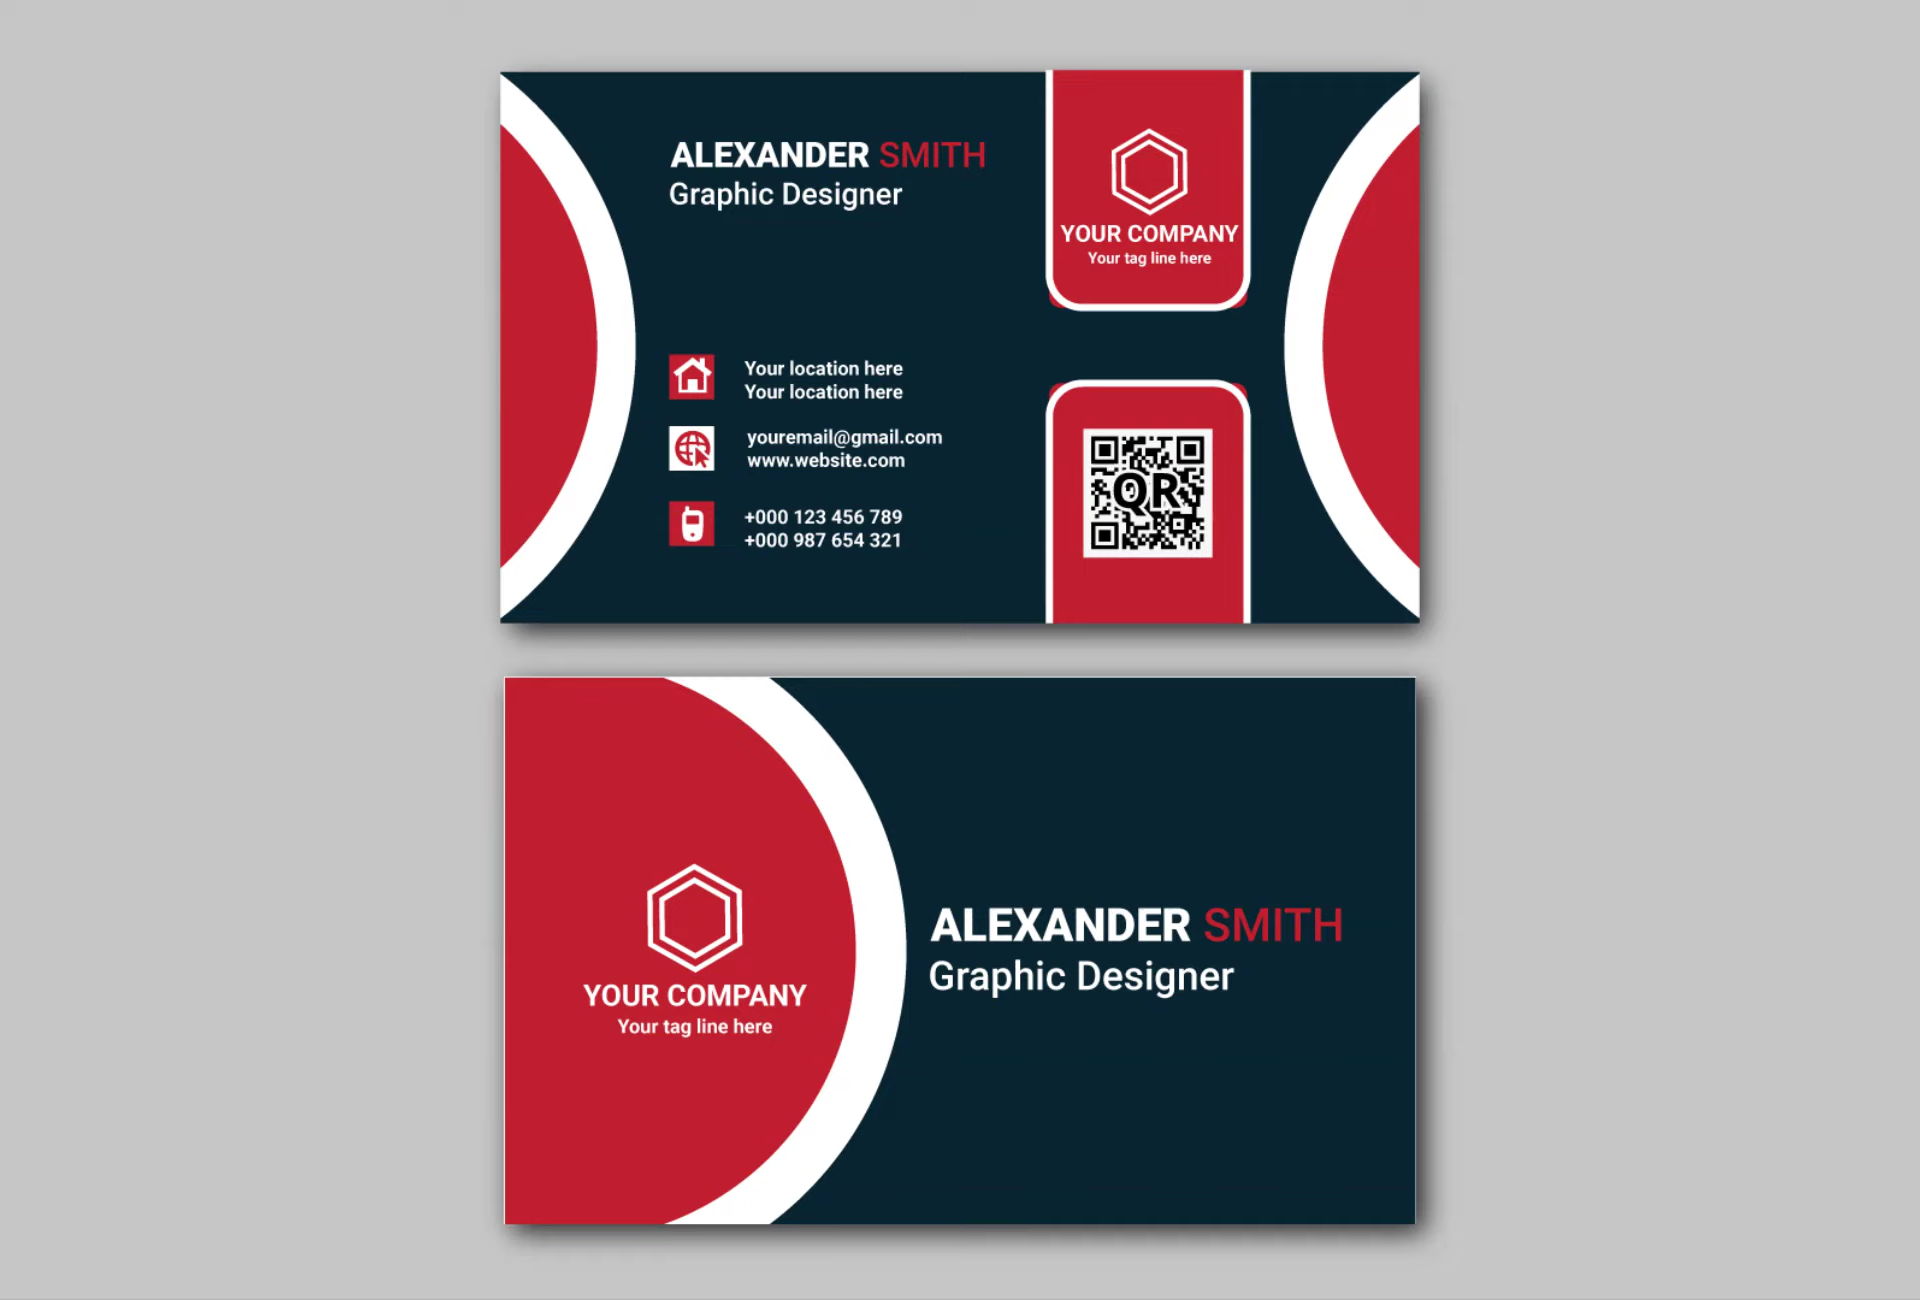 ALEXANDER SMITH
Graphic Designer
YOUR COMPANY
Your tag line here
Your location here
Your location here
youremail@gmail.com
www.website.com
+000 123 456 789
+000 987 654 321
QR
YOUR COMPANY
Your tag line here
ALEXANDER SMITH
Graphic Designer